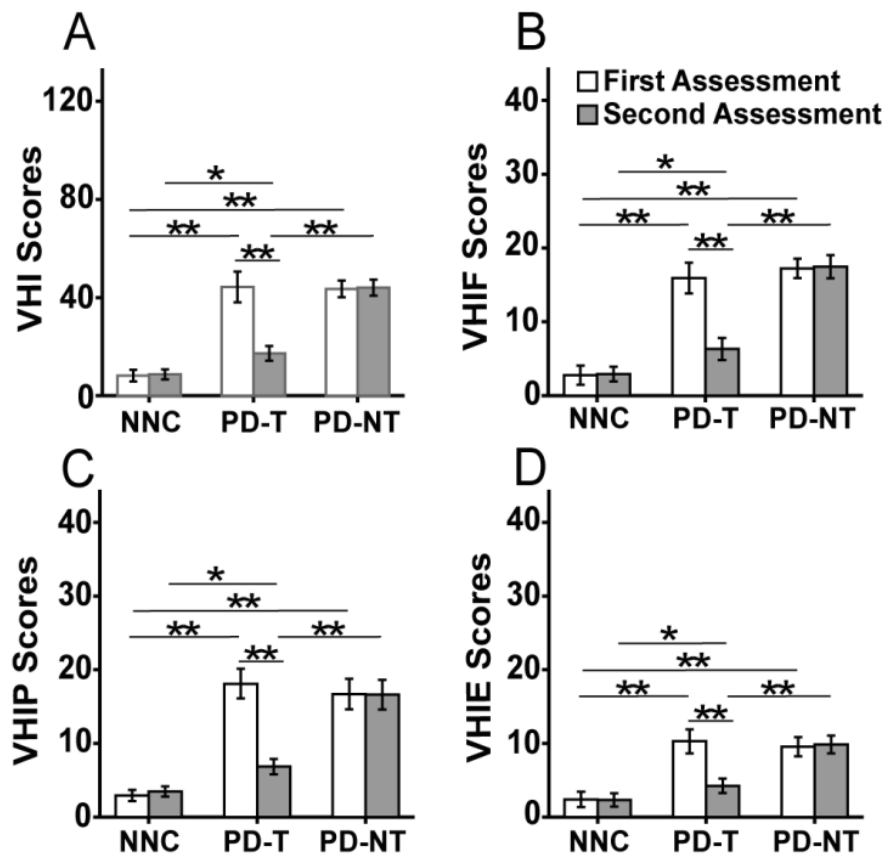 A
VHI Scores
120
80
40
0
*
**
** ** **
NNC PD-T PD-NT
B
First Assessment
Second Assessment
VHIF Scores
40
30
20
10
0
*
**
** ** **
NNC PD-T PD-NT
C
VHIP Scores
40
30
20
10
0
*
**
** ** **
NNC PD-T PD-NT
D
VHIE Scores
40
30
20
10
0
*
**
** ** **
NNC PD-T PD-NT